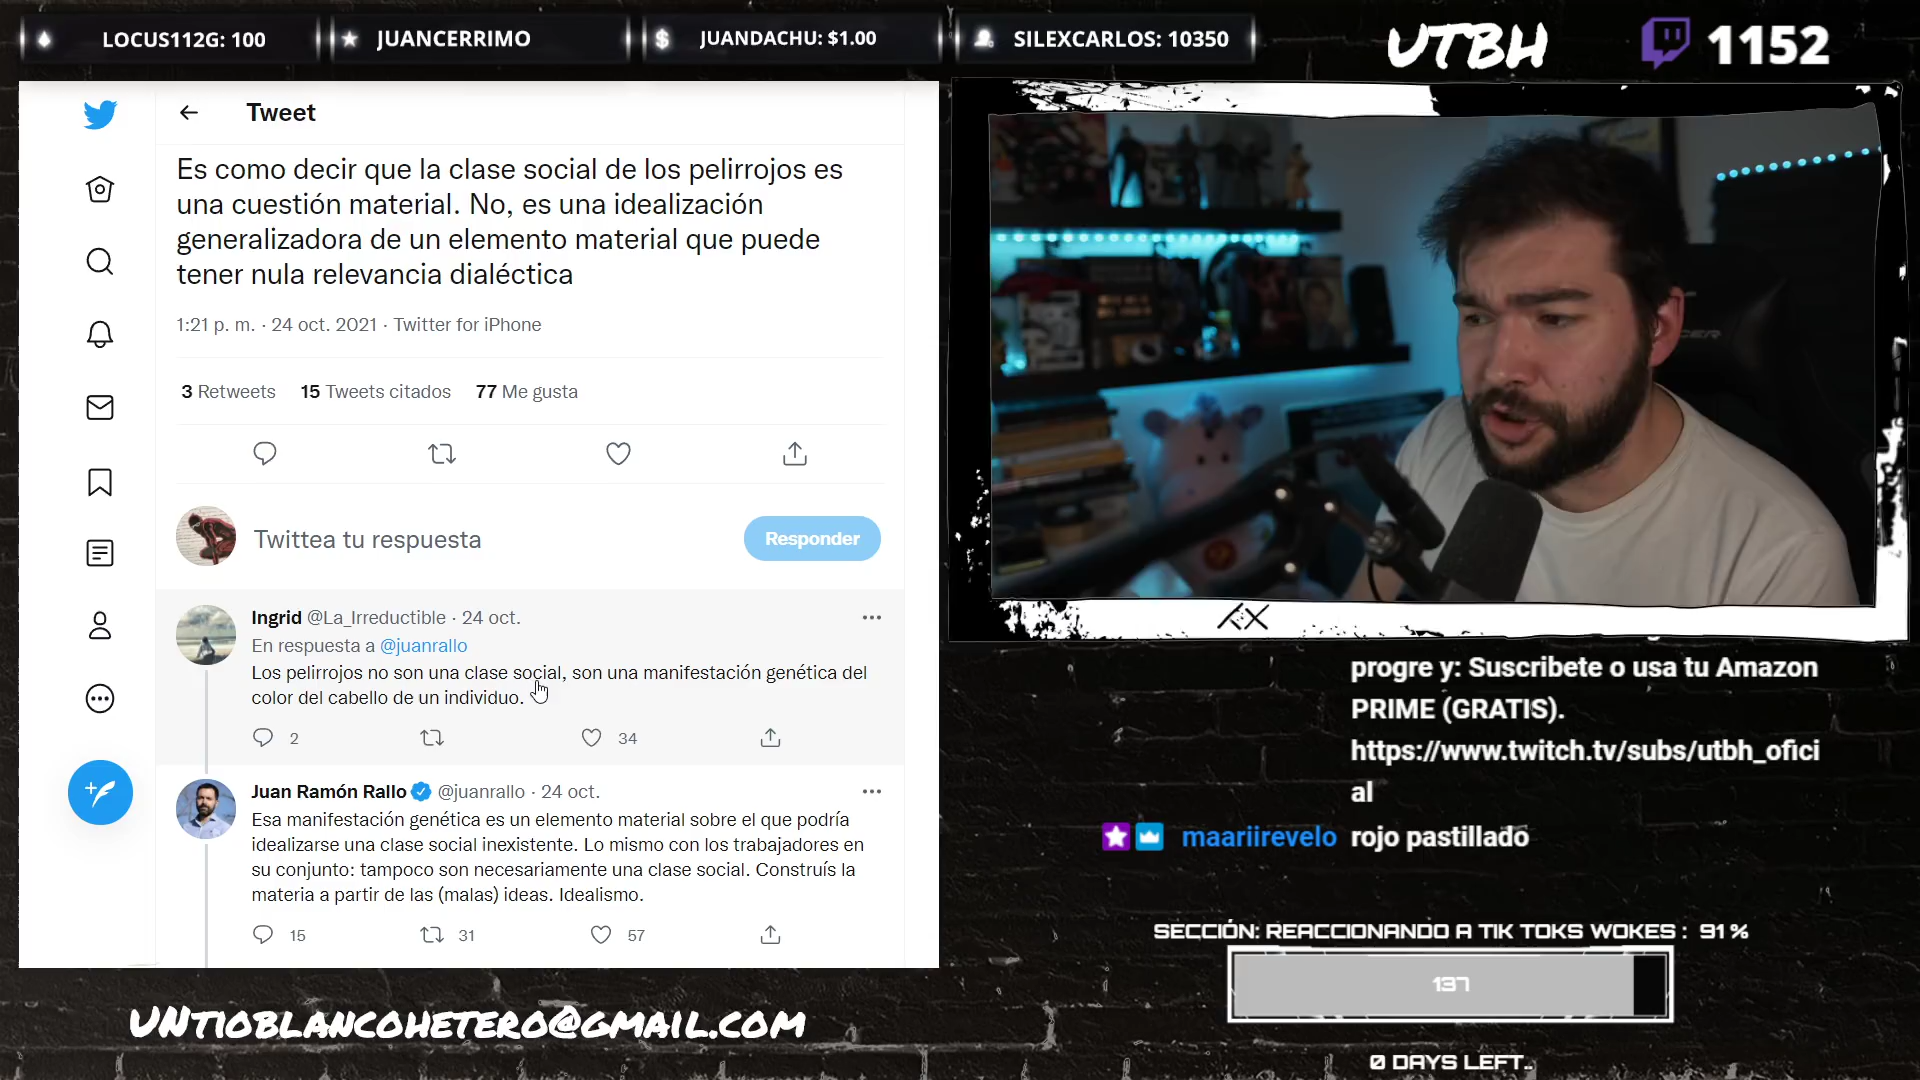 LOCUS112G: 100
JUANCERRIMO
JUANDACHU: $1.00
SILEXCARLOS: 10350
UTBH
1152
Tweet
Es como decir que la clase social de los pelirrojos es
una cuestión material. No, es una idealización
generalizadora de un elemento material que puede
tener nula relevancia dialéctica
1:21 p. m. · 24 oct. 2021 · Twitter for iPhone
3 Retweets 15 Tweets citados 77 Me gusta
Twittea tu respuesta
Responder
Ingrid @La_Irreductible · 24 oct.
En respuesta a @juanrallo
Los pelirrojos no son una clase social, son una manifestación genética del
color del cabello de un individuo.
2 34
Juan Ramón Rallo @juanrallo · 24 oct.
Esa manifestación genética es un elemento material sobre el que podría
idealizarse una clase social inexistente. Lo mismo con los trabajadores en
su conjunto: tampoco son necesariamente una clase social. Construís la
materia a partir de las (malas) ideas. Idealismo.
15 31 57
progre y: Suscribete o usa tu Amazon
PRIME (GRATIS).
https://www.twitch.tv/subs/utbh_ofici
al
maariirevelo rojo pastillado
SECCIÓN: REACCIONANDO A TIK TOKS WOKES : 91%
137
0 DAYS LEFT..
UNTIOBLANCOHETERO@GMAIL.COM